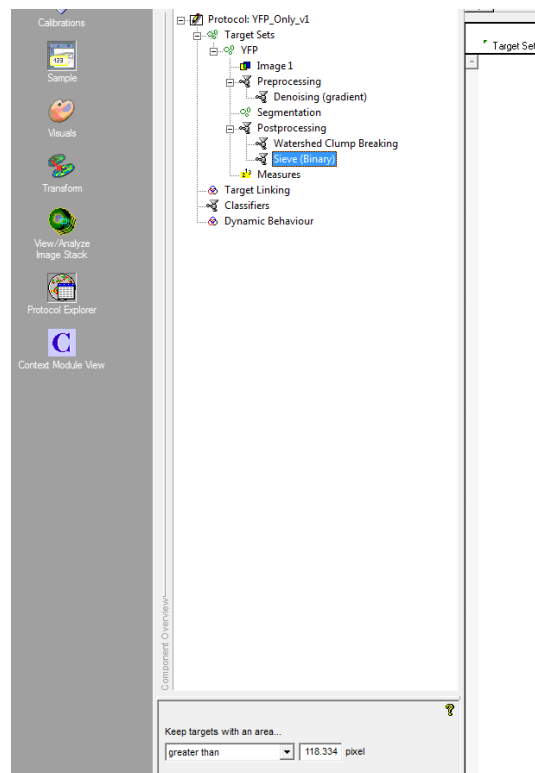 Calibrations
Sample
Visuals
Transform
View/Analyze
Image Stack
Protocol Explorer
C
Context Module View
Protocol: YFP_Only_v1
Target Sets
YFP
Image 1
Preprocessing
Denoising (gradient)
Segmentation
Postprocessing
Watershed Clump Breaking
Sieve (Binary)
Measures
Target Linking
Classifiers
Dynamic Behaviour
Component Overview
Keep targets with an area...
greater than 118.334 pixel
?
Target Set